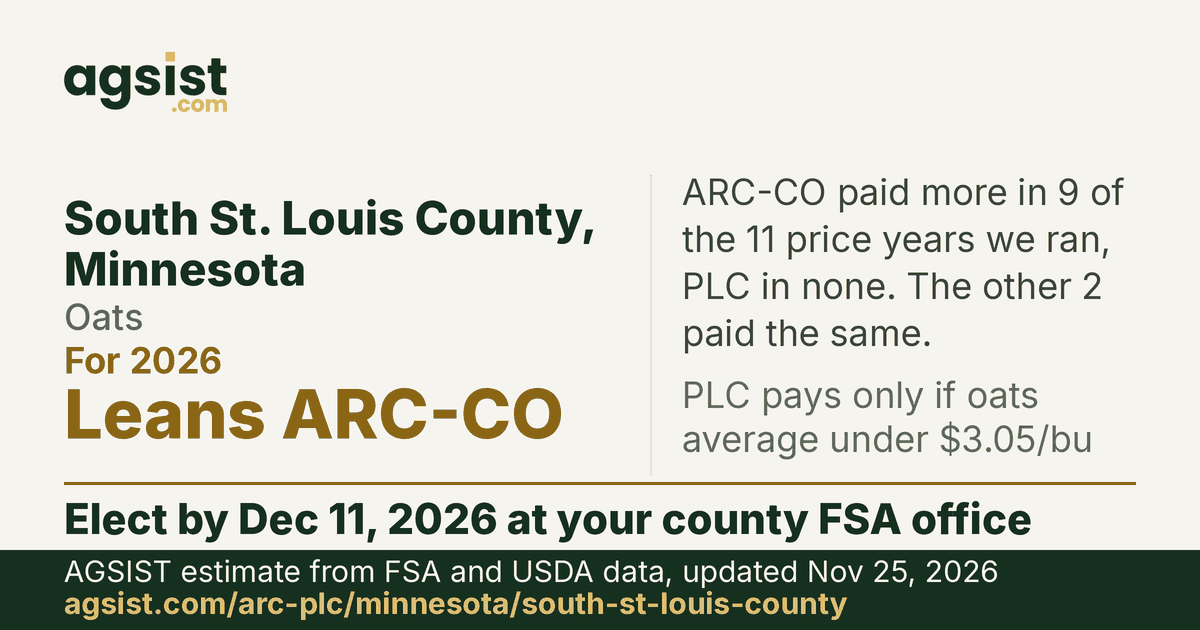 agsist
.com
South St. Louis County,
Minnesota
Oats
For 2026
Leans ARC-CO
ARC-CO paid more in 9 of
the 11 price years we ran,
PLC in none. The other 2
paid the same.
PLC pays only if oats
average under $3.05/bu
Elect by Dec 11, 2026 at your county FSA office
AGSIST estimate from FSA and USDA data, updated Nov 25, 2026
agsist.com/arc-plc/minnesota/south-st-louis-county